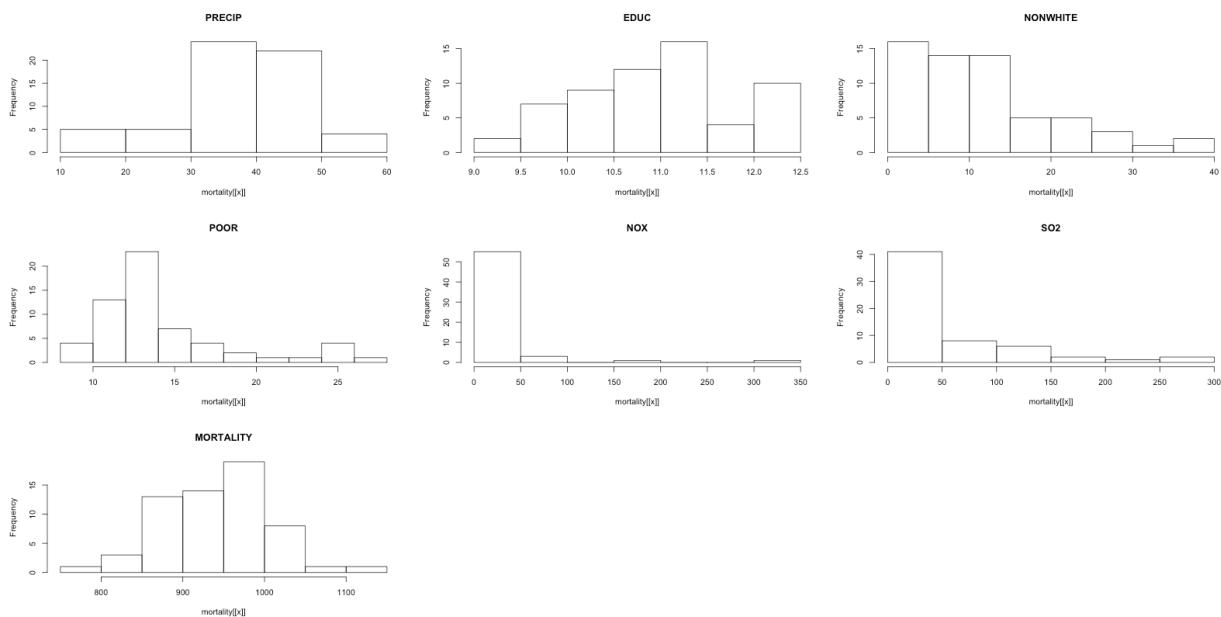 PRECIP
Frequency
0 5 10 15 20
10 20 30 40 50 60
mortality[[x]]
EDUC
Frequency
0 5 10 15
9.0 9.5 10.0 10.5 11.0 11.5 12.0 12.5
mortality[[x]]
NONWHITE
Frequency
0 5 10 15
0 10 20 30 40
mortality[[x]]
POOR
Frequency
0 5 10 15 20
10 15 20 25
mortality[[x]]
NOX
Frequency
0 10 20 30 40 50
0 50 100 150 200 250 300 350
mortality[[x]]
SO2
Frequency
0 10 20 30 40
0 50 100 150 200 250 300
mortality[[x]]
MORTALITY
Frequency
0 5 10 15
800 900 1000 1100
mortality[[x]]